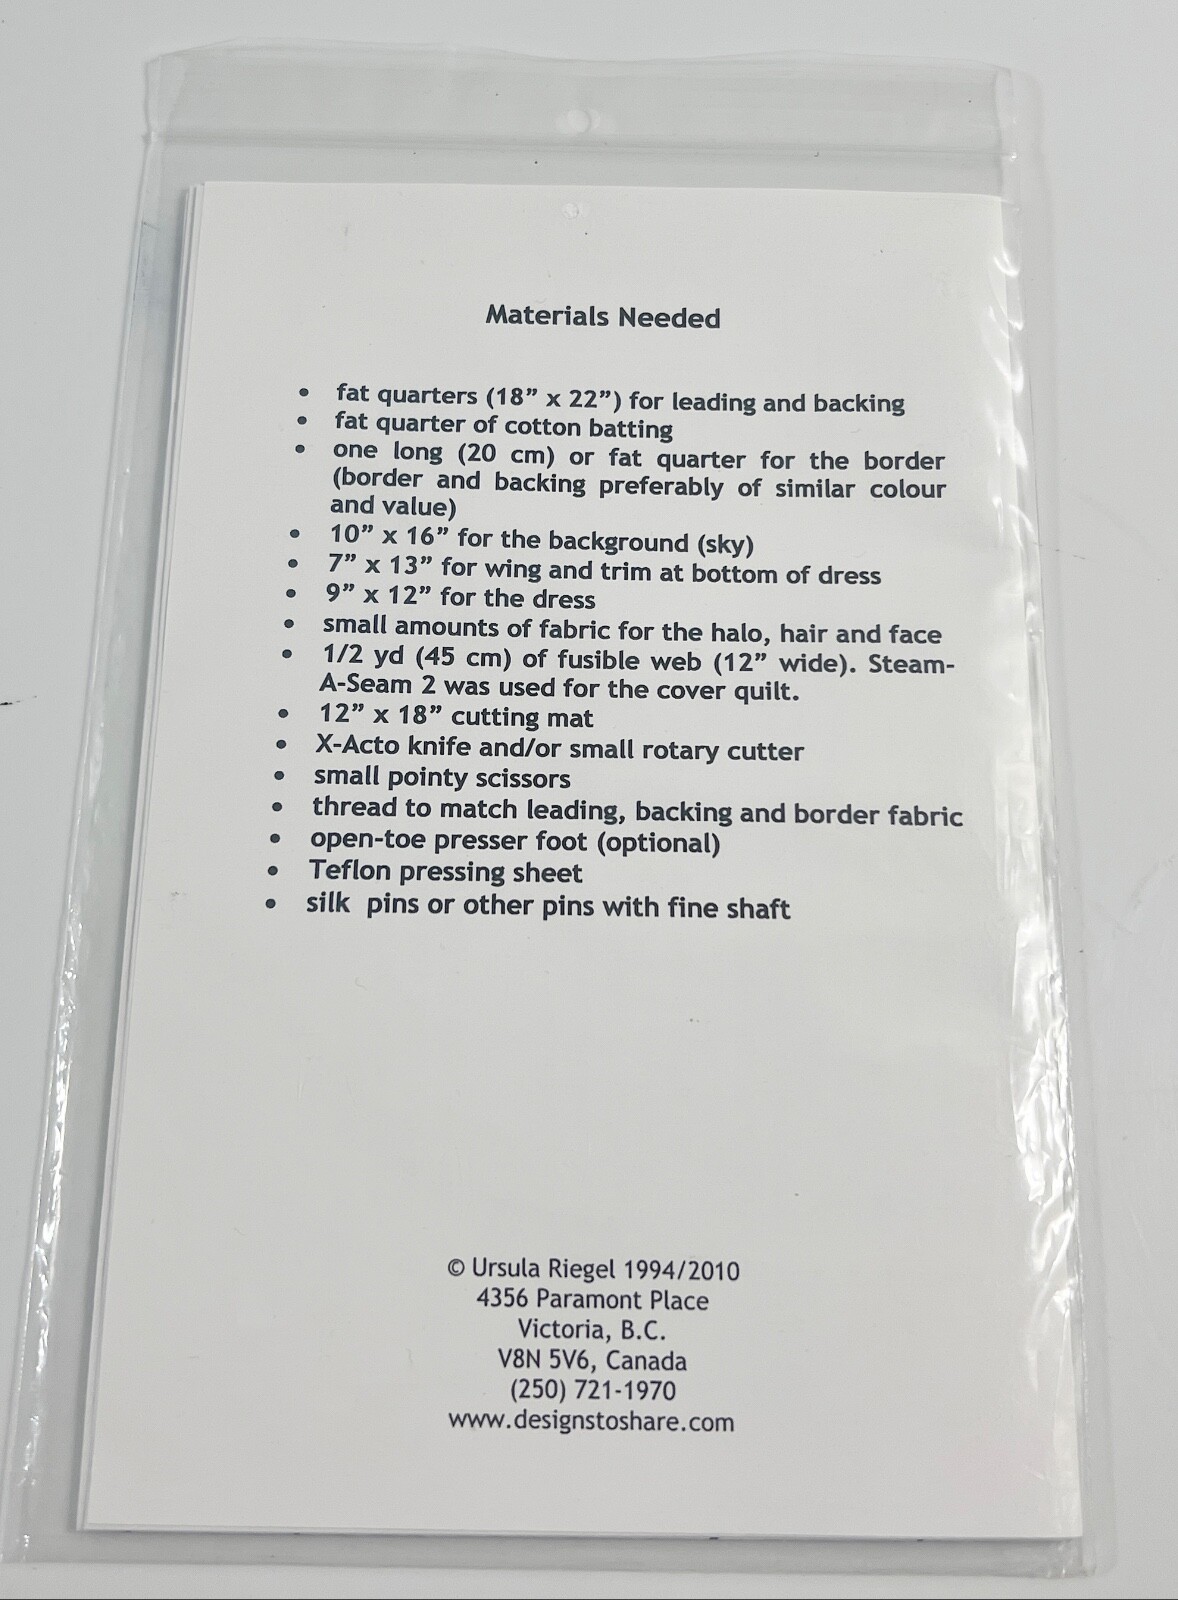 Materials Needed
• fat quarters (18” x 22”) for leading and backing
• fat quarter of cotton batting
• one long (20 cm) or fat quarter for the border
(border and backing preferably of similar colour
and value)
• 10” x 16” for the background (sky)
• 7” x 13” for wing and trim at bottom of dress
• 9” x 12” for the dress
• small amounts of fabric for the halo, hair and face
• 1/2 yd (45 cm) of fusible web (12” wide). Steam-
A-Seam 2 was used for the cover quilt.
• 12” x 18” cutting mat
• X-Acto knife and/or small rotary cutter
• small pointy scissors
• thread to match leading, backing and border fabric
• open-toe presser foot (optional)
• Teflon pressing sheet
• silk pins or other pins with fine shaft
© Ursula Riegel 1994/2010
4356 Paramont Place
Victoria, B.C.
V8N 5V6, Canada
(250) 721-1970
www.designstoshare.com